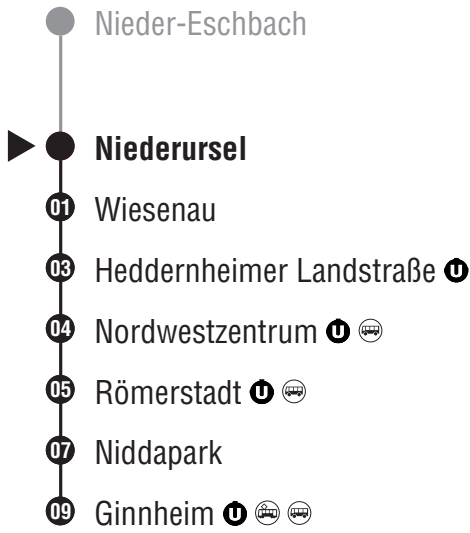 Nieder-Eschbach
Niederursel
01 Wiesenau
03 Heddernheimer Landstraße U
04 Nordwestzentrum U
05 Römerstadt U
07 Niddapark
09 Ginnheim U